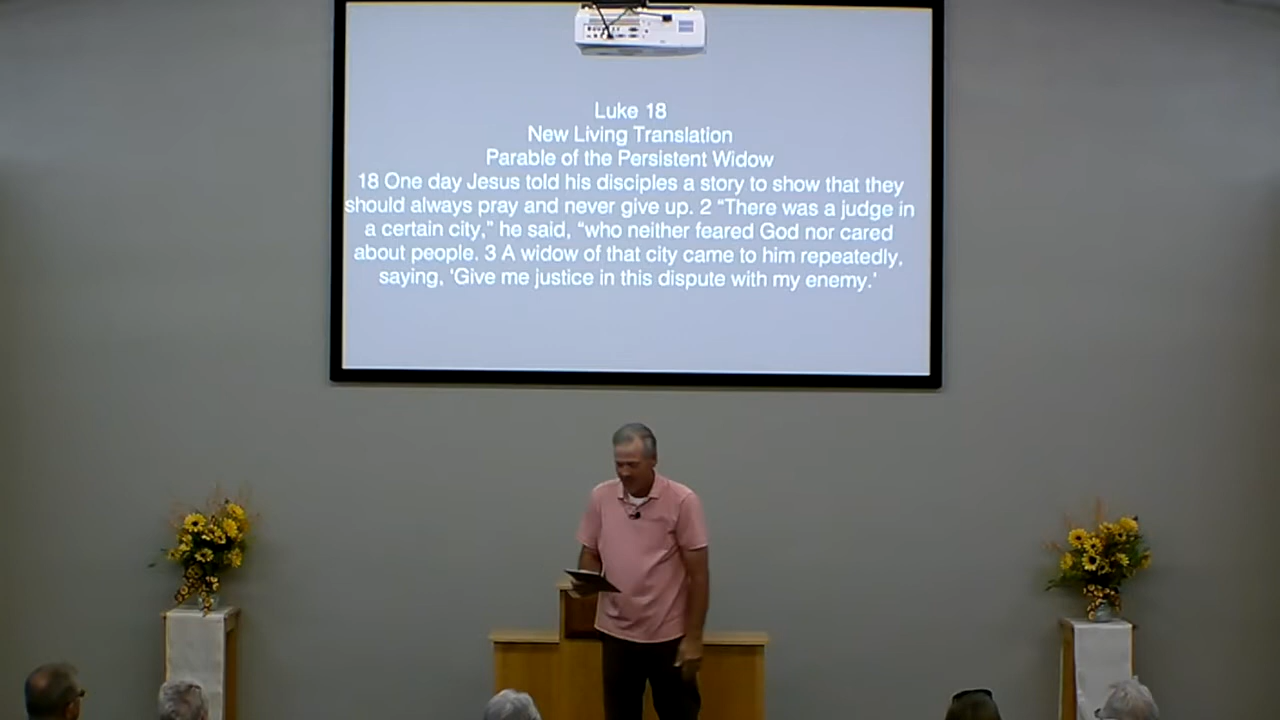 Luke 18
New Living Translation
Parable of the Persistent Widow
18 One day Jesus told his disciples a story to show that they
should always pray and never give up. 2 “There was a judge in
a certain city,” he said, “who neither feared God nor cared
about people. 3 A widow of that city came to him repeatedly,
saying, ‘Give me justice in this dispute with my enemy.’